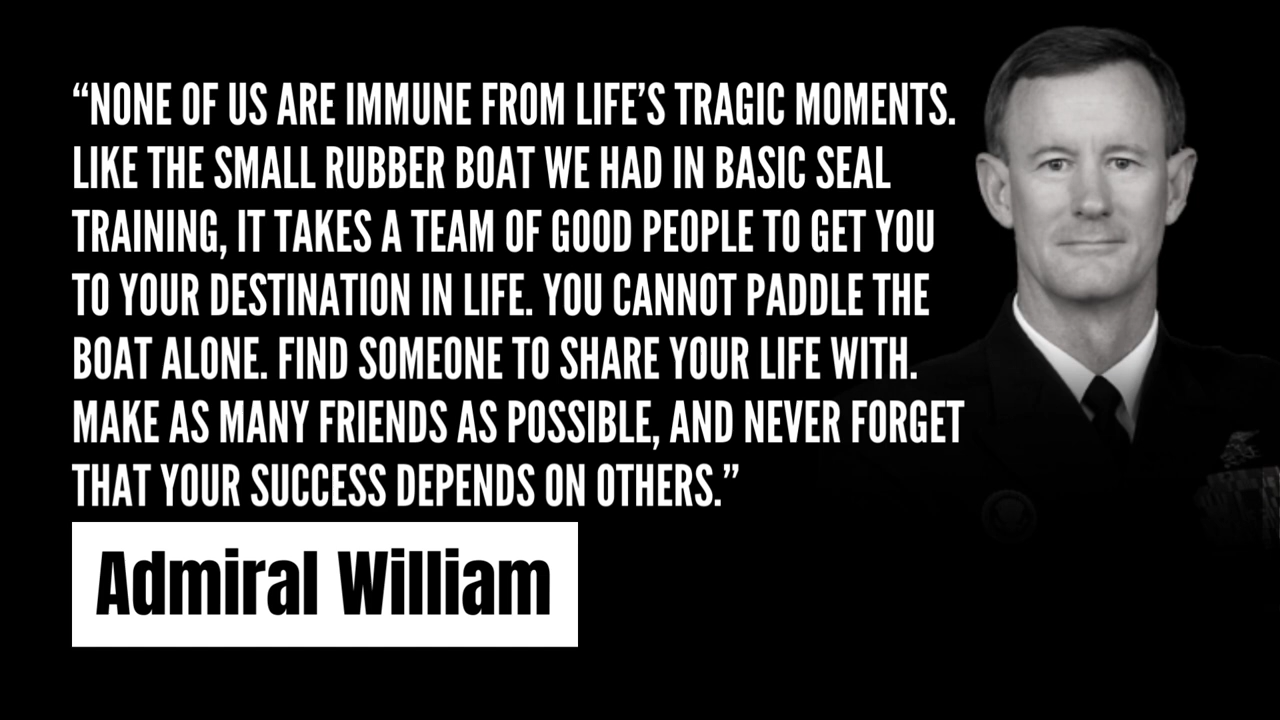 “NONE OF US ARE IMMUNE FROM LIFE’S TRAGIC MOMENTS.
LIKE THE SMALL RUBBER BOAT WE HAD IN BASIC SEAL
TRAINING, IT TAKES A TEAM OF GOOD PEOPLE TO GET YOU
TO YOUR DESTINATION IN LIFE. YOU CANNOT PADDLE THE
BOAT ALONE. FIND SOMEONE TO SHARE YOUR LIFE WITH.
MAKE AS MANY FRIENDS AS POSSIBLE, AND NEVER FORGET
THAT YOUR SUCCESS DEPENDS ON OTHERS.”
Admiral William